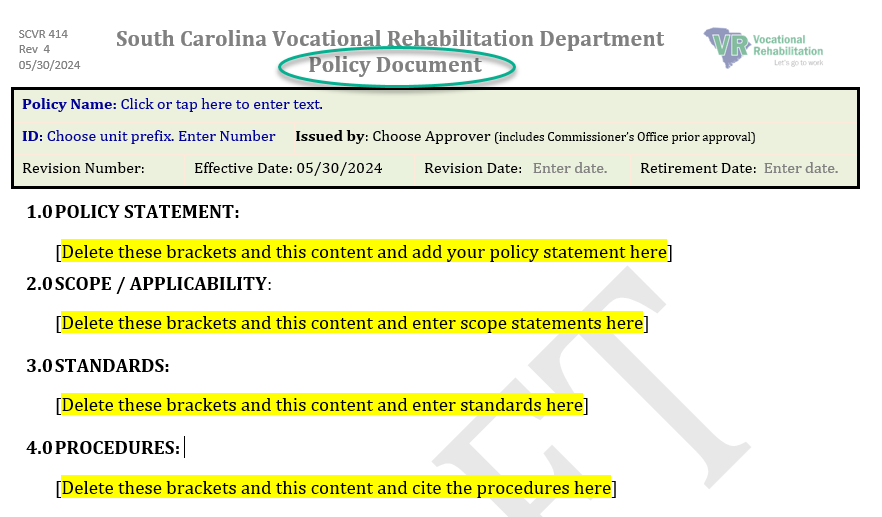 SCVR 414
Rev 4
05/30/2024
South Carolina Vocational Rehabilitation Department
Policy Document
VR Vocational
Rehabilitation
Let's go to work
Policy Name: Click or tap here to enter text.
ID: Choose unit prefix. Enter Number Issued by: Choose Approver (includes Commissioner's Office prior approval)
Revision Number: Effective Date: 05/30/2024 Revision Date: Enter date. Retirement Date: Enter date.
1.0 POLICY STATEMENT:
[Delete these brackets and this content and add your policy statement here]
2.0 SCOPE / APPLICABILITY:
[Delete these brackets and this content and enter scope statements here]
3.0 STANDARDS:
[Delete these brackets and this content and enter standards here]
4.0 PROCEDURES:
[Delete these brackets and this content and cite the procedures here]